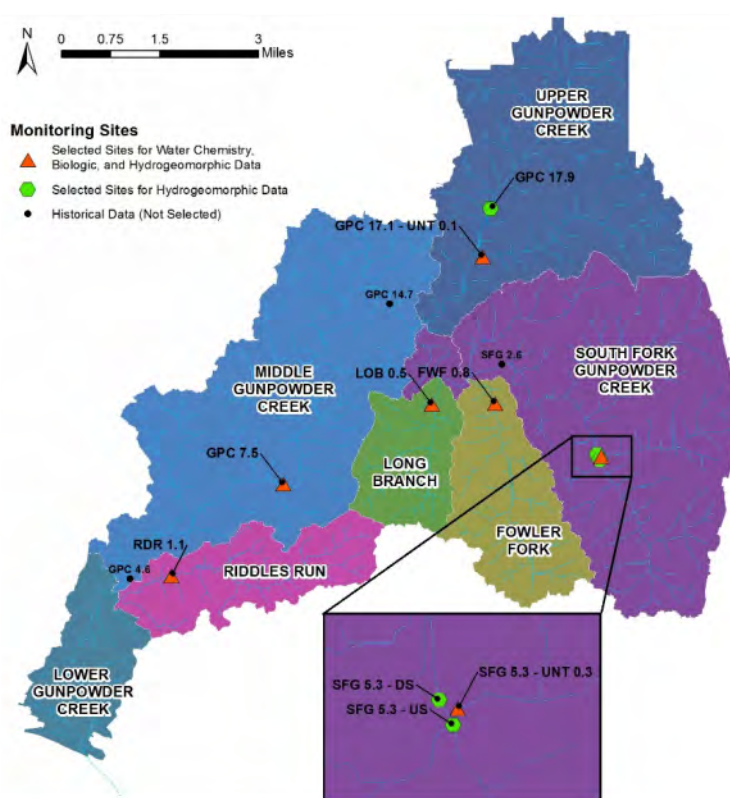 N
0 0.75 1.5 3
Miles
Monitoring Sites
Selected Sites for Water Chemistry,
Biologic, and Hydrogeomorphic Data
Selected Sites for Hydrogeomorphic Data
Historical Data (Not Selected)
UPPER
GUNPOWDER
CREEK
GPC 17.9
GPC 17.1 - UNT 0.1
GPC 14.7
SFG 2.6
SOUTH FORK
GUNPOWDER
CREEK
MIDDLE
GUNPOWDER
CREEK
LOB 0.5
FWF 0.8
GPC 7.5
LONG
BRANCH
FOWLER
FORK
RDR 1.1
GPC 4.6
RIDDLES RUN
LOWER
GUNPOWDER
CREEK
SFG 5.3 - UNT 0.3
SFG 5.3 - DS
SFG 5.3 - US